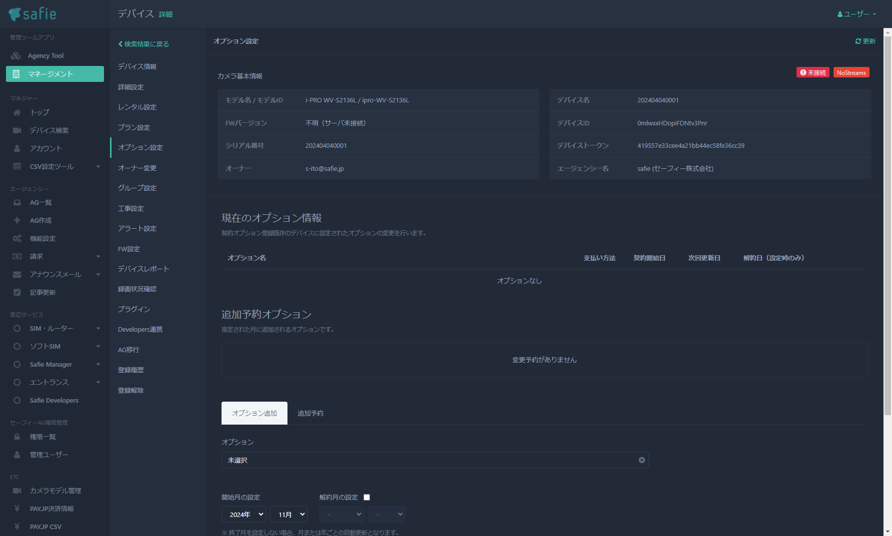 safie
デバイス 詳細
ユーザー
管理ツールアプリ
Agency Tool
マネージメント
マネジャー
トップ
デバイス検索
アカウント
CSV設定ツール
エージェンシー
AG一覧
AG作成
機能設定
請求
アナウンスメール
記事更新
周辺サービス
SIM・ルーター
ソフトSIM
Safie Manager
エントランス
Safie Developers
セーフィーAG権限管理
権限一覧
管理ユーザー
ETC
カメラモデル管理
PAYJP決済情報
PAYJP CSV
検索結果に戻る
デバイス情報
詳細設定
レンタル設定
プラン設定
オプション設定
オーナー変更
グループ設定
工事設定
アラート設定
FW設定
デバイスレポート
録画状況確認
プラグイン
Developers連携
AG移行
登録履歴
登録解除
オプション設定
更新
カメラ基本情報
未接続
NoStreams
モデル名 / モデルID i-PRO WV-S2136L / ipro-WV-S2136L
FWバージョン 不明（サーバ未接続）
シリアル番号 202404040001
オーナー s-ito@safie.jp
デバイス名 202404040001
デバイスID 0mlwxxHDopiFDNtv3Pnr
デバイストークン 419557e33cee4a21bb44ec58fe36cc39
エージェンシー名 safie (セーフィー株式会社)
現在のオプション情報
契約オプション登録既存のデバイスに設定されたオプションの変更を行います。
オプション名 支払い方法 契約開始日 次回更新日 解約日（設定時のみ）
オプションなし
追加予約オプション
指定された月に追加されるオプションです。
変更予約がありません
オプション追加 追加予約
オプション
未選択
開始月の設定 解約月の設定
2024年 11月 - -
※ 終了月を設定しない場合、月または年ごとの自動更新となります。